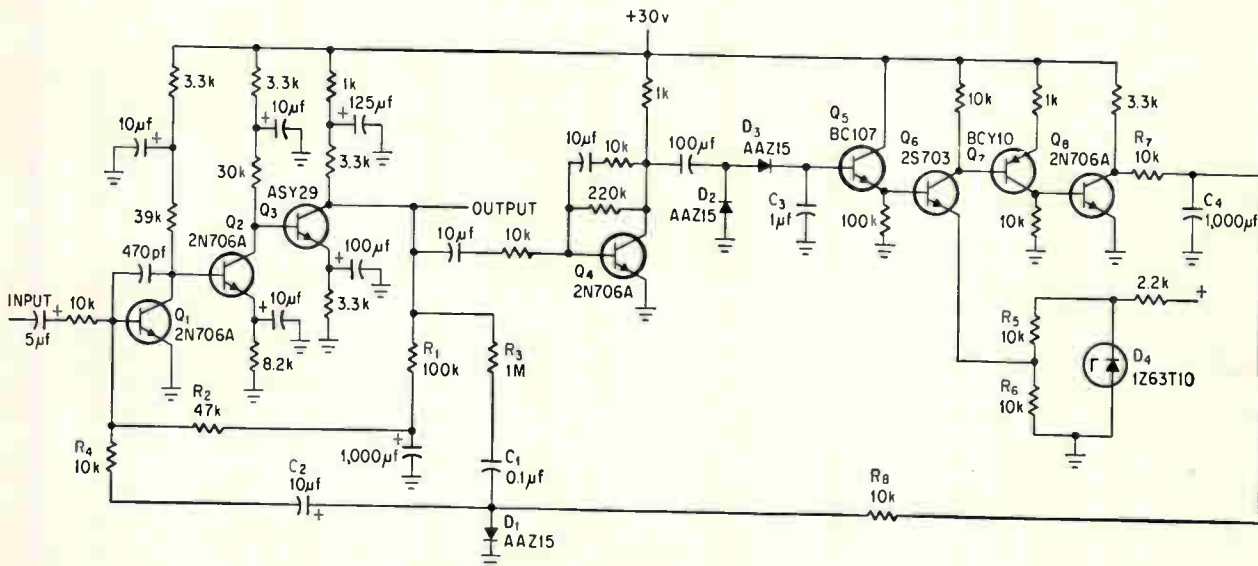 +30v
3.3k
3.3k
1k
10µf
10µf
125µf
30k
3.3k
ASY29
39k
Q2
2N706A
Q3
470pf
100µf
INPUT
10k
5µf
Q1
2N706A
10µf
3.3k
8.2k
OUTPUT
10µf
10k
R1
100k
R3
1M
R2
47k
R4
10k
1,000µf
C1
0.1µf
C2
10µf
D1
AAZ15
1k
10µf
10k
220k
Q4
2N706A
100µf
D3
AAZ15
D2
AAZ15
C3
1µf
Q5
BC107
100k
Q6
2S703
10k
BCY10
Q7
1k
10k
Q8
2N706A
3.3k
R7
10k
C4
1,000µf
2.2k
R5
10k
R6
10k
D4
1Z63T10
R8
10k